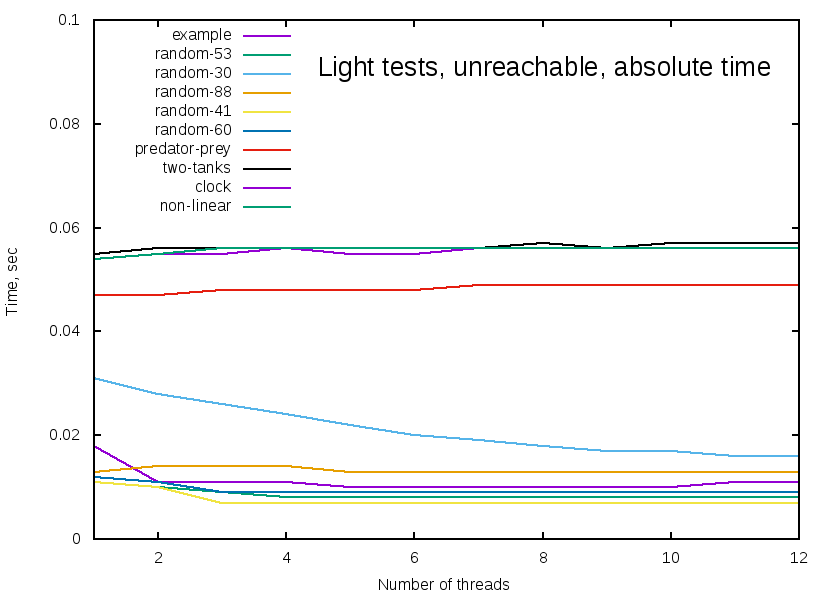 Light tests, unreachable, absolute time
example
random-53
random-30
random-88
random-41
random-60
predator-prey
two-tanks
clock
non-linear
0.1
0.08
0.06
0.04
0.02
0
Time, sec
2 4 6 8 10 12
Number of threads